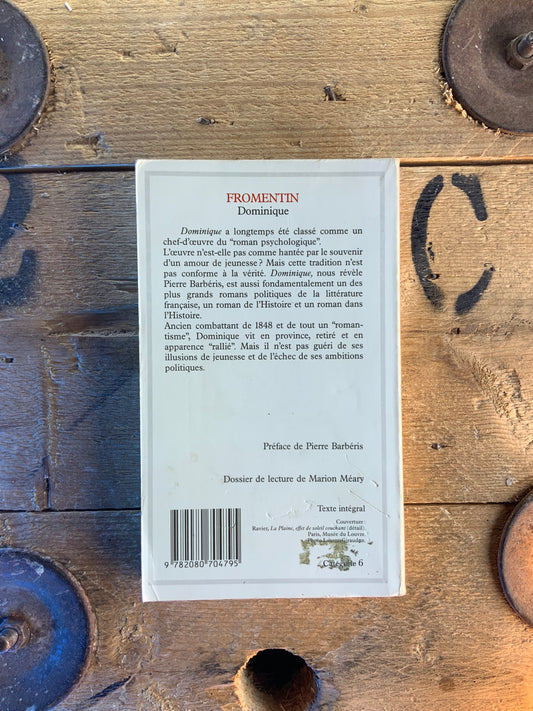 FROMENTIN
Dominique
Dominique a longtemps été classé comme un
chef-d'œuvre du "roman psychologique".
L'œuvre n'est-elle pas comme hantée par le souvenir
d'un amour de jeunesse ? Mais cette tradition n'est
pas conforme à la vérité. Dominique, nous révèle
Pierre Barbéris, est aussi fondamentalement un des
plus grands romans politiques de la littérature
française, un roman de l'Histoire et un roman dans
l'Histoire.
Ancien combattant de 1848 et de tout un "roman-
tisme", Dominique vit en province, retiré et en
apparence "rallié". Mais il n'est pas guéri de ses
illusions de jeunesse et de l'échec de ses ambitions
politiques.
Préface de Pierre Barbéris
Dossier de lecture de Marion Méary
Texte intégral
Couverture :
Ravier, La Plaine, effet de soleil couchant (détail).
Paris, Musée du Louvre.
Catégorie 6
9 782080 704795
C